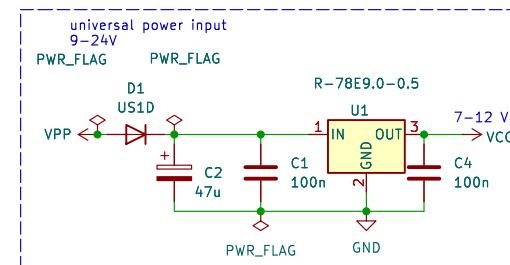 universal power input
9-24V
PWR_FLAG
PWR_FLAG
D1
US1D
R-78E9.0-0.5
U1
VPP
1
IN
OUT
3
7-12 V
VCC
GND
2
+
C2
47u
C1
100n
C4
100n
PWR_FLAG
GND